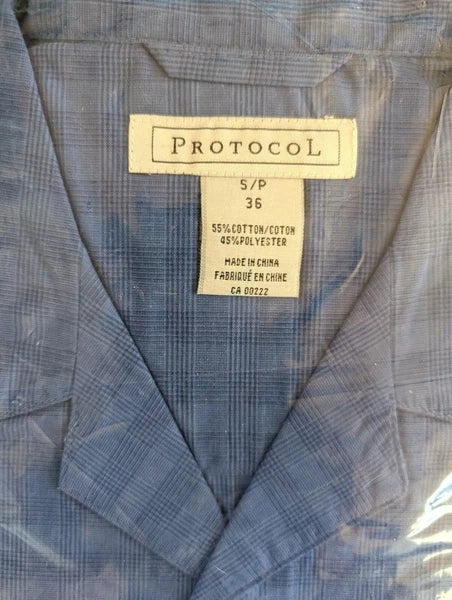 PROTOCOL
S/P
36
55% COTTON/COTON
45% POLYESTER
MADE IN CHINA
FABRIQUÉ EN CHINE
CA 00222